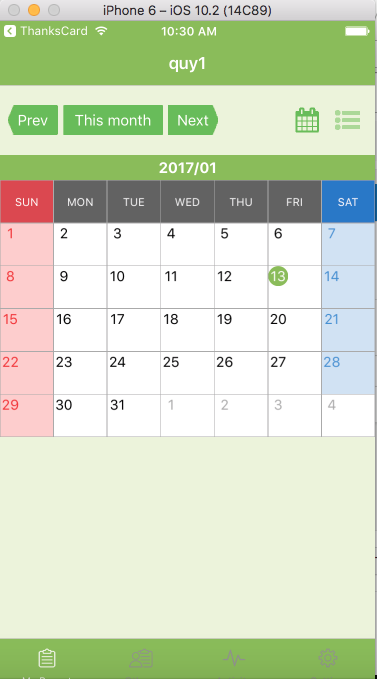 iPhone 6 – iOS 10.2 (14C89)
ThanksCard 10:30 AM
quy1
Prev This month Next
2017/01
SUN MON TUE WED THU FRI SAT
1 2 3 4 5 6 7
8 9 10 11 12 13 14
15 16 17 18 19 20 21
22 23 24 25 26 27 28
29 30 31 1 2 3 4